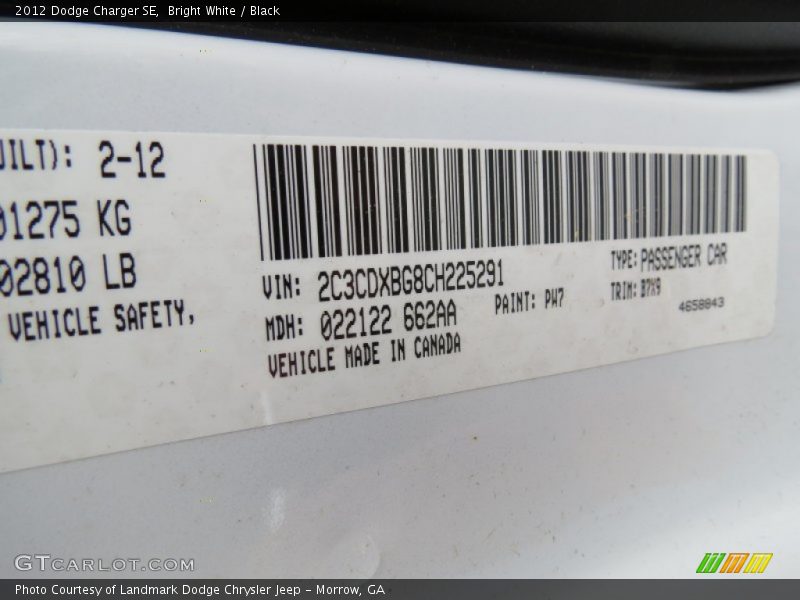 2012 Dodge Charger SE,  Bright White / Black
UILT): 2-12
01275 KG
02810 LB
VEHICLE SAFETY,
VIN: 2C3CDXBG8CH225291
TYPE: PASSENGER CAR
MDH: 022122 662AA
PAINT: PW7
TRIM: B7X9
4658843
VEHICLE MADE IN CANADA
GTCARLOT.COM
Photo Courtesy of Landmark Dodge Chrysler Jeep – Morrow, GA